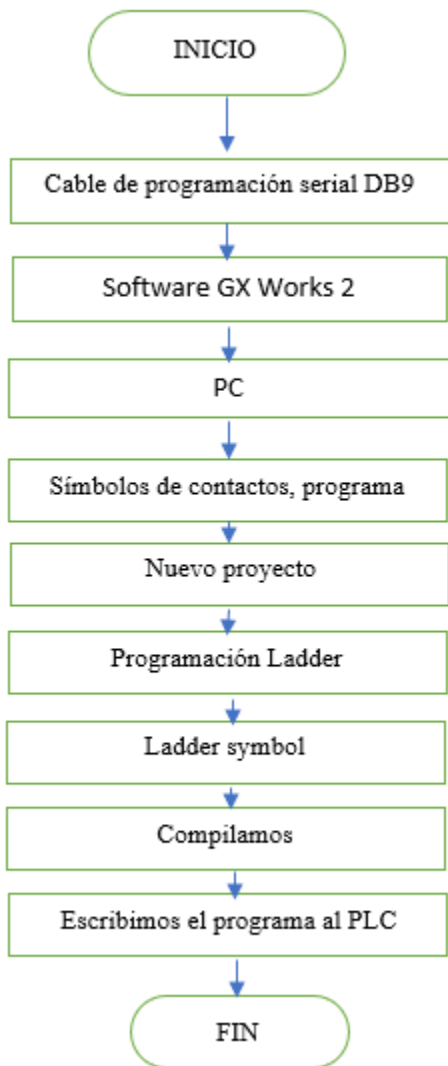 INICIO
Cable de programación serial DB9
Software GX Works 2
PC
Símbolos de contactos, programa
Nuevo proyecto
Programación Ladder
Ladder symbol
Compilamos
Escribimos el programa al PLC
FIN